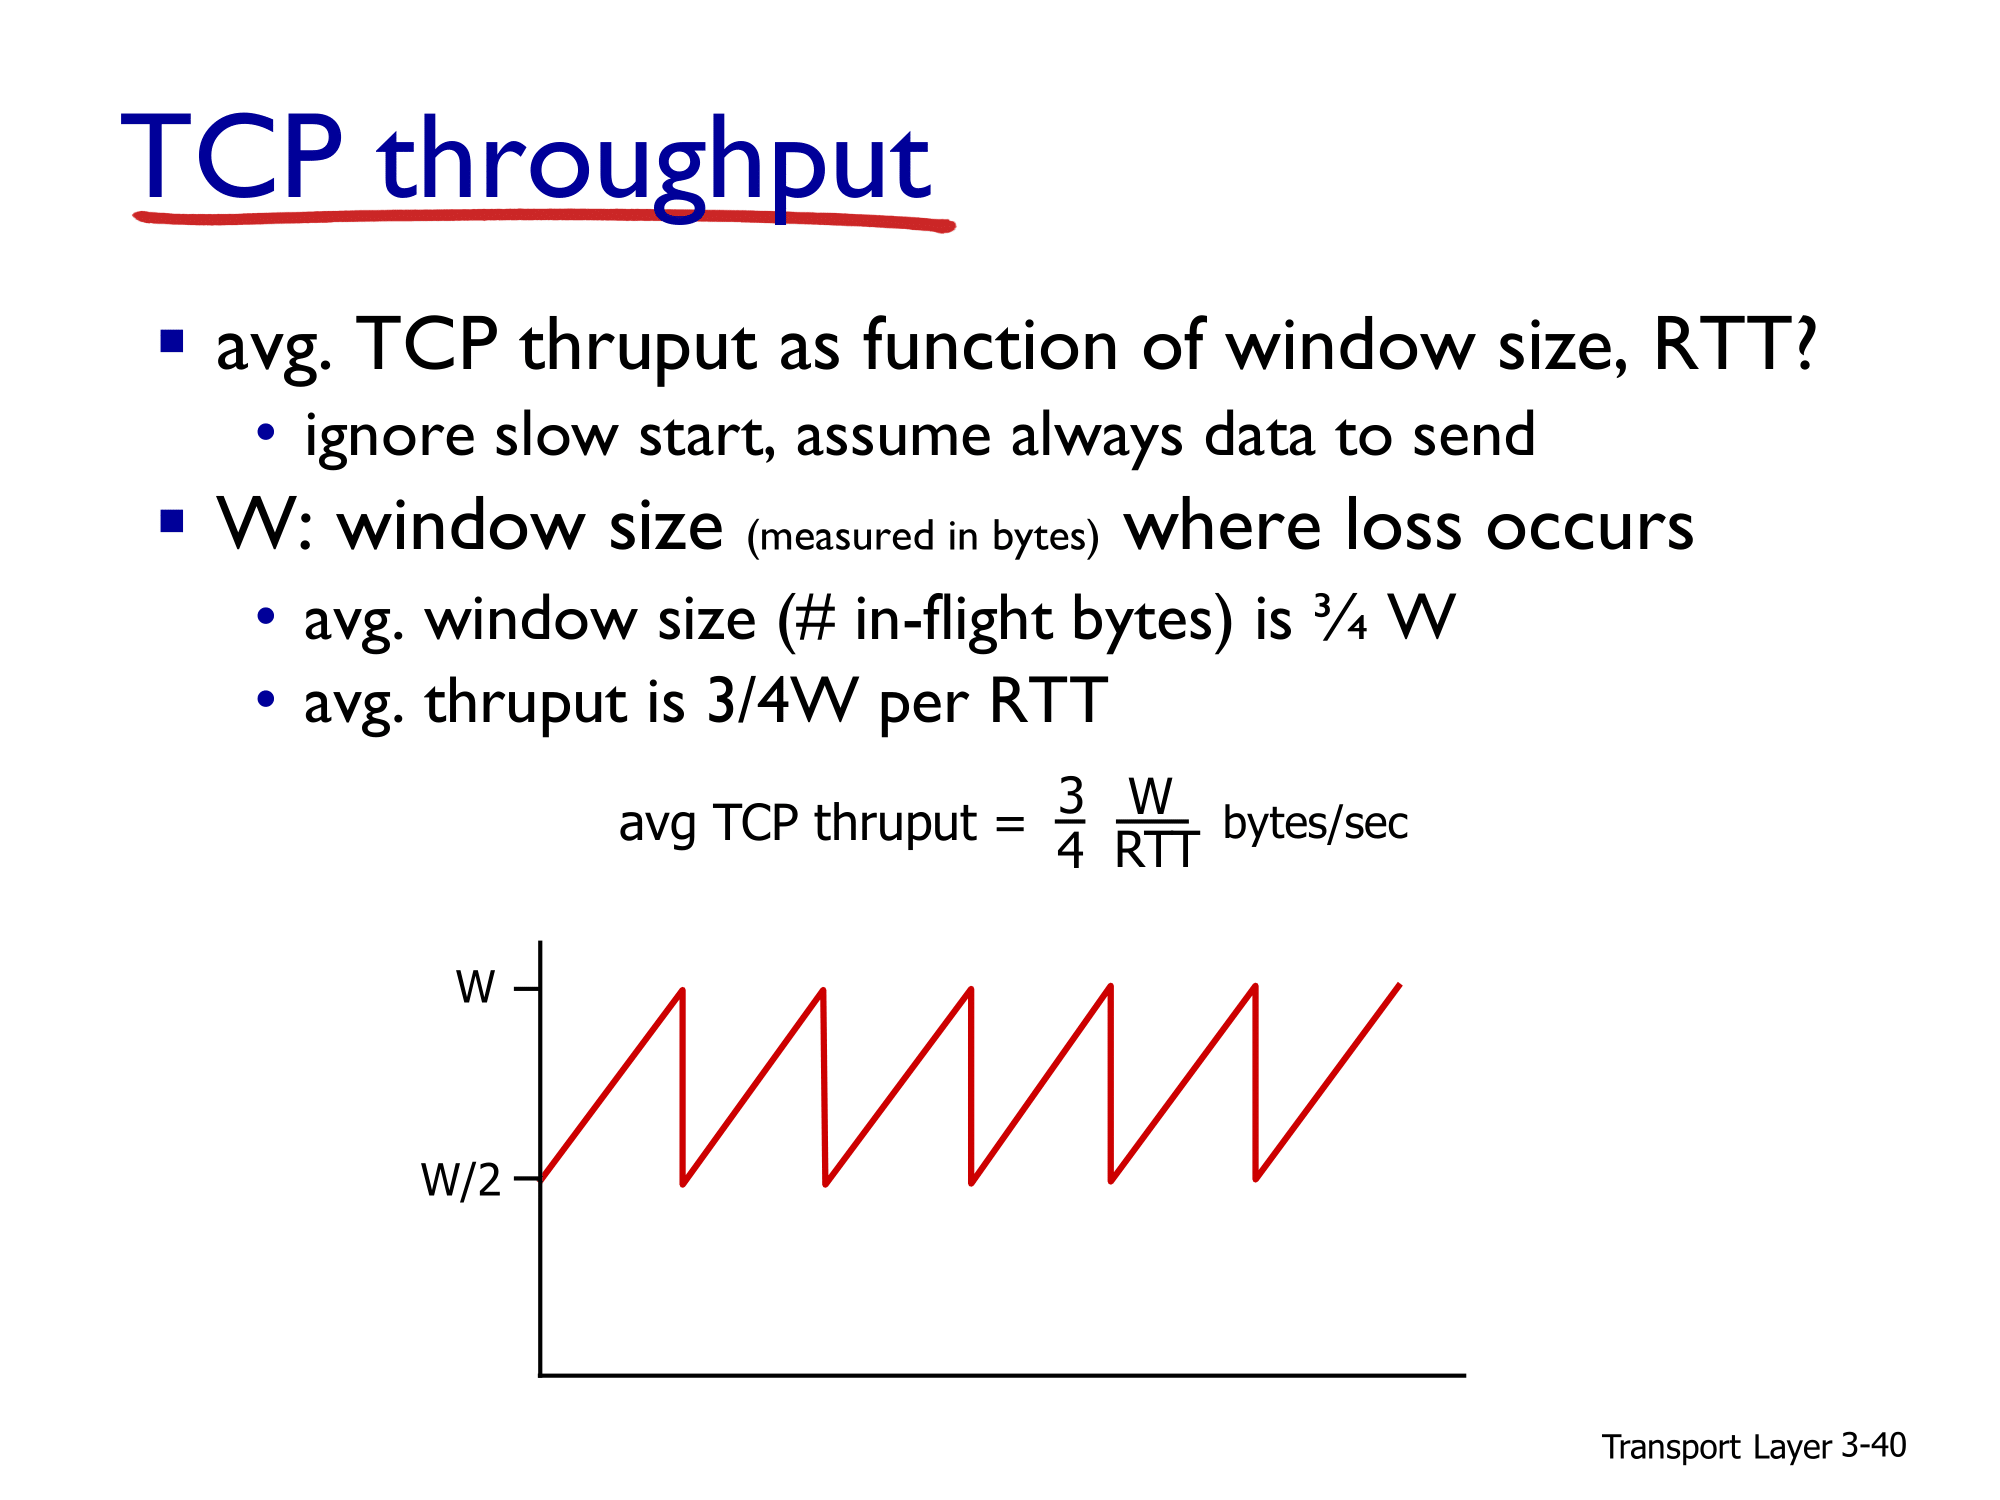 TCP throughput
▪ avg. TCP thruput as function of window size, RTT?
• ignore slow start, assume always data to send
▪ W: window size (measured in bytes) where loss occurs
• avg. window size (# in-flight bytes) is ¾ W
• avg. thruput is 3/4W per RTT
avg TCP thruput = 3/4 W/RTT bytes/sec
W
W/2
Transport Layer 3-40